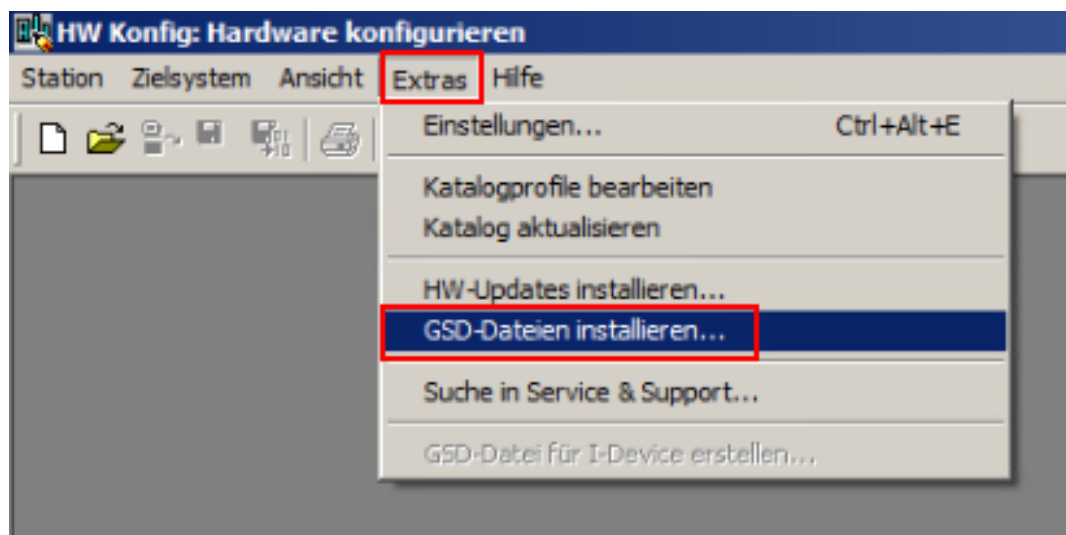 HW Konfig: Hardware konfigurieren
Station Zielsystem Ansicht Extras Hilfe
Einstellungen... Ctrl+Alt+E
Katalogprofile bearbeiten
Katalog aktualisieren
HW-Updates installieren...
GSD-Dateien installieren...
Suche in Service & Support...
GSD-Datei für I-Device erstellen...